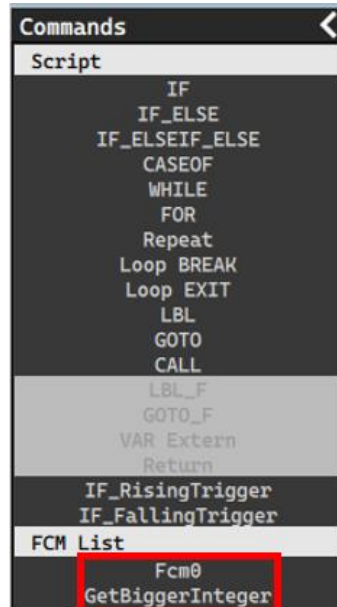 Commands
Script
IF
IF_ELSE
IF_ELSEIF_ELSE
CASEOF
WHILE
FOR
Repeat
Loop BREAK
Loop EXIT
LBL
GOTO
CALL
LBL_F
GOTO_F
VAR Extern
Return
IF_RisingTrigger
IF_FallingTrigger
FCM List
Fcm0
GetBiggerInteger